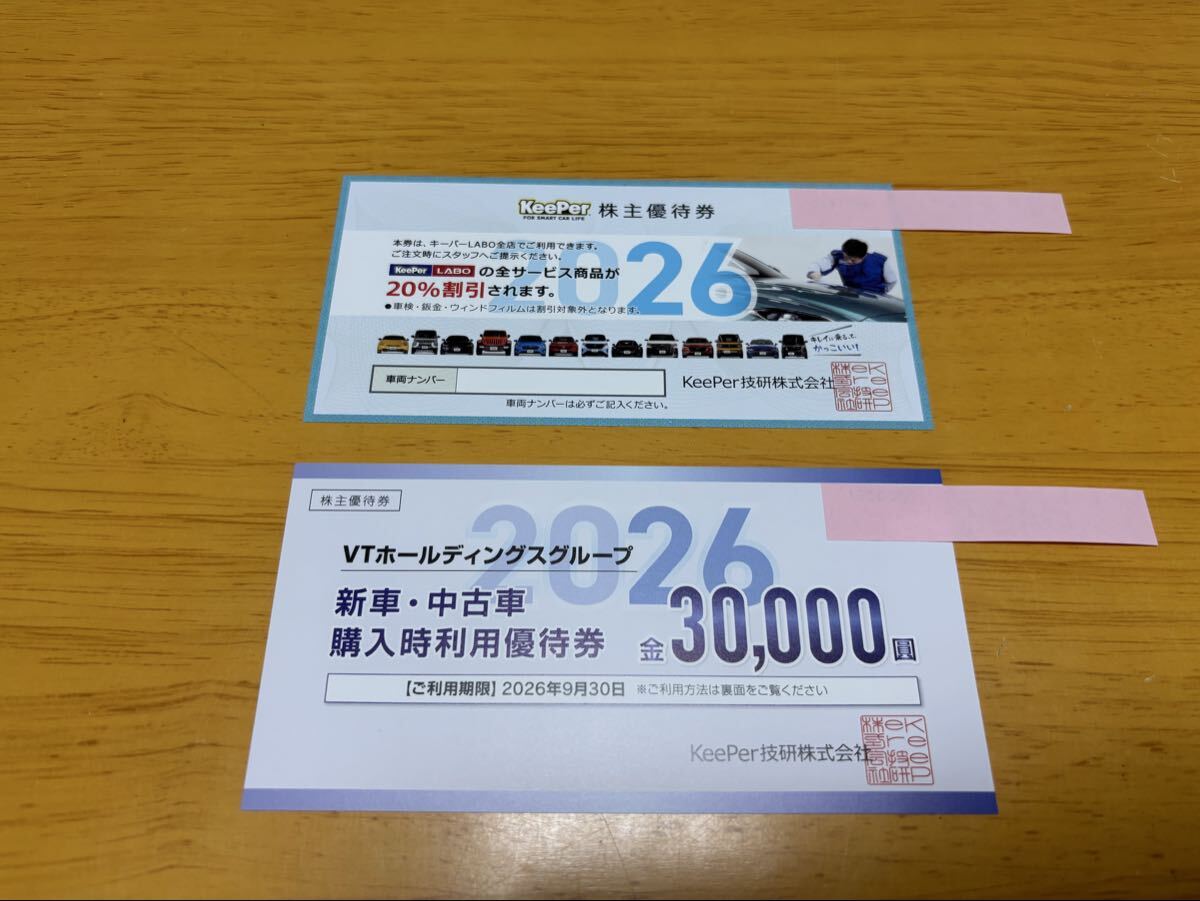 KeePer 株主優待券
FOR SMART CAR LIFE
2026
本券は、キーパーLABO全店でご利用できます。
ご注文時にスタッフへご提示ください。
KeePer LABO の全サービス商品が
20%割引されます。
●車検・鈑金・ウィンドフィルムは割引対象外となります。
キレイに乗るって、
かっこいい!
車両ナンバー
車両ナンバーは必ずご記入ください。
KeePer技研株式会社
株主優待券
2026
VTホールディングスグループ
新車・中古車
購入時利用優待券
金30,000圓
【ご利用期限】2026年9月30日 ※ご利用方法は裏面をご覧ください
KeePer技研株式会社